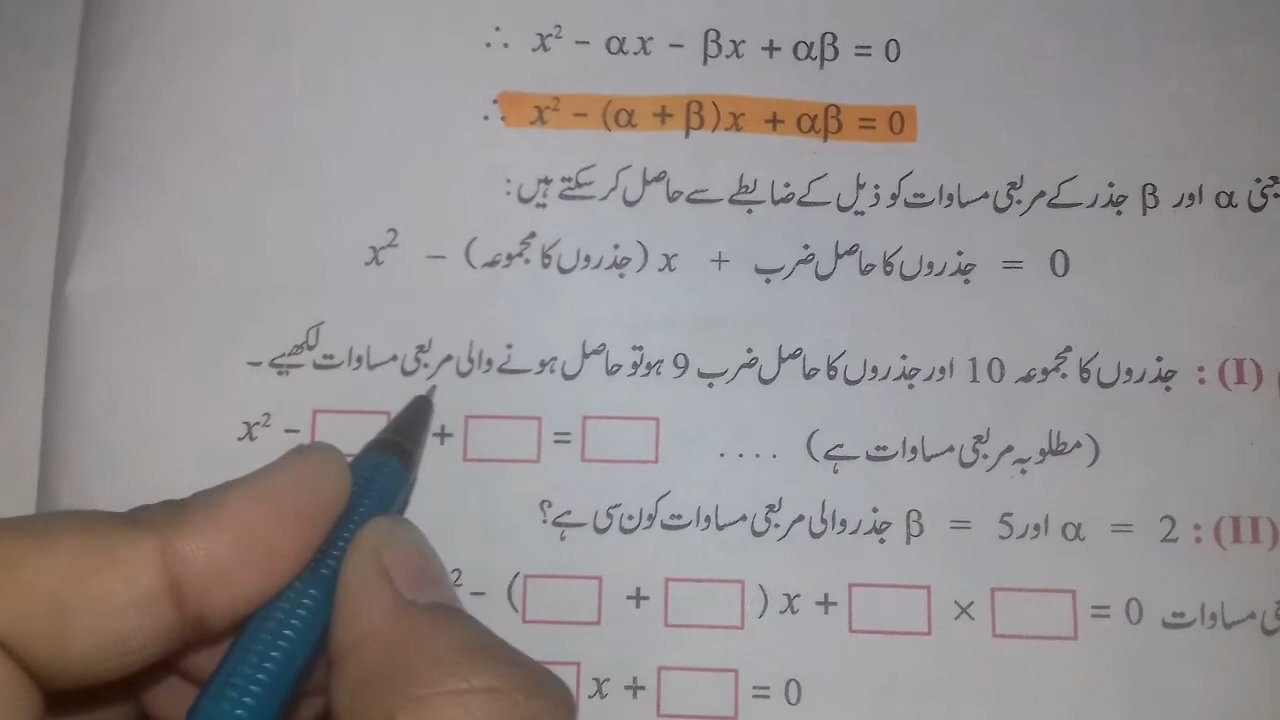 ∴ x² − αx − βx + αβ = 0
∴ x² − (α + β)x + αβ = 0
α اور β جذر کے مربعی مساوات کو ذیل کے ضابطے سے حاصل کر سکتے ہیں:
x² − (جذروں کا مجموعہ) x + جذروں کا حاصل ضرب = 0
(I) : جذروں کا مجموعہ 10 اور جذروں کا حاصل ضرب 9 ہو تو حاصل ہونے والی مربعی مساوات لکھیے۔
x² − □ + □ = □ .... (مطلوبہ مربعی مساوات ہے)
(II) : α = 2 اور β = 5 جذر والی مربعی مساوات کون سی ہے؟
² − (□ + □) x + □ × □ = 0 مساوات
x + □ = 0